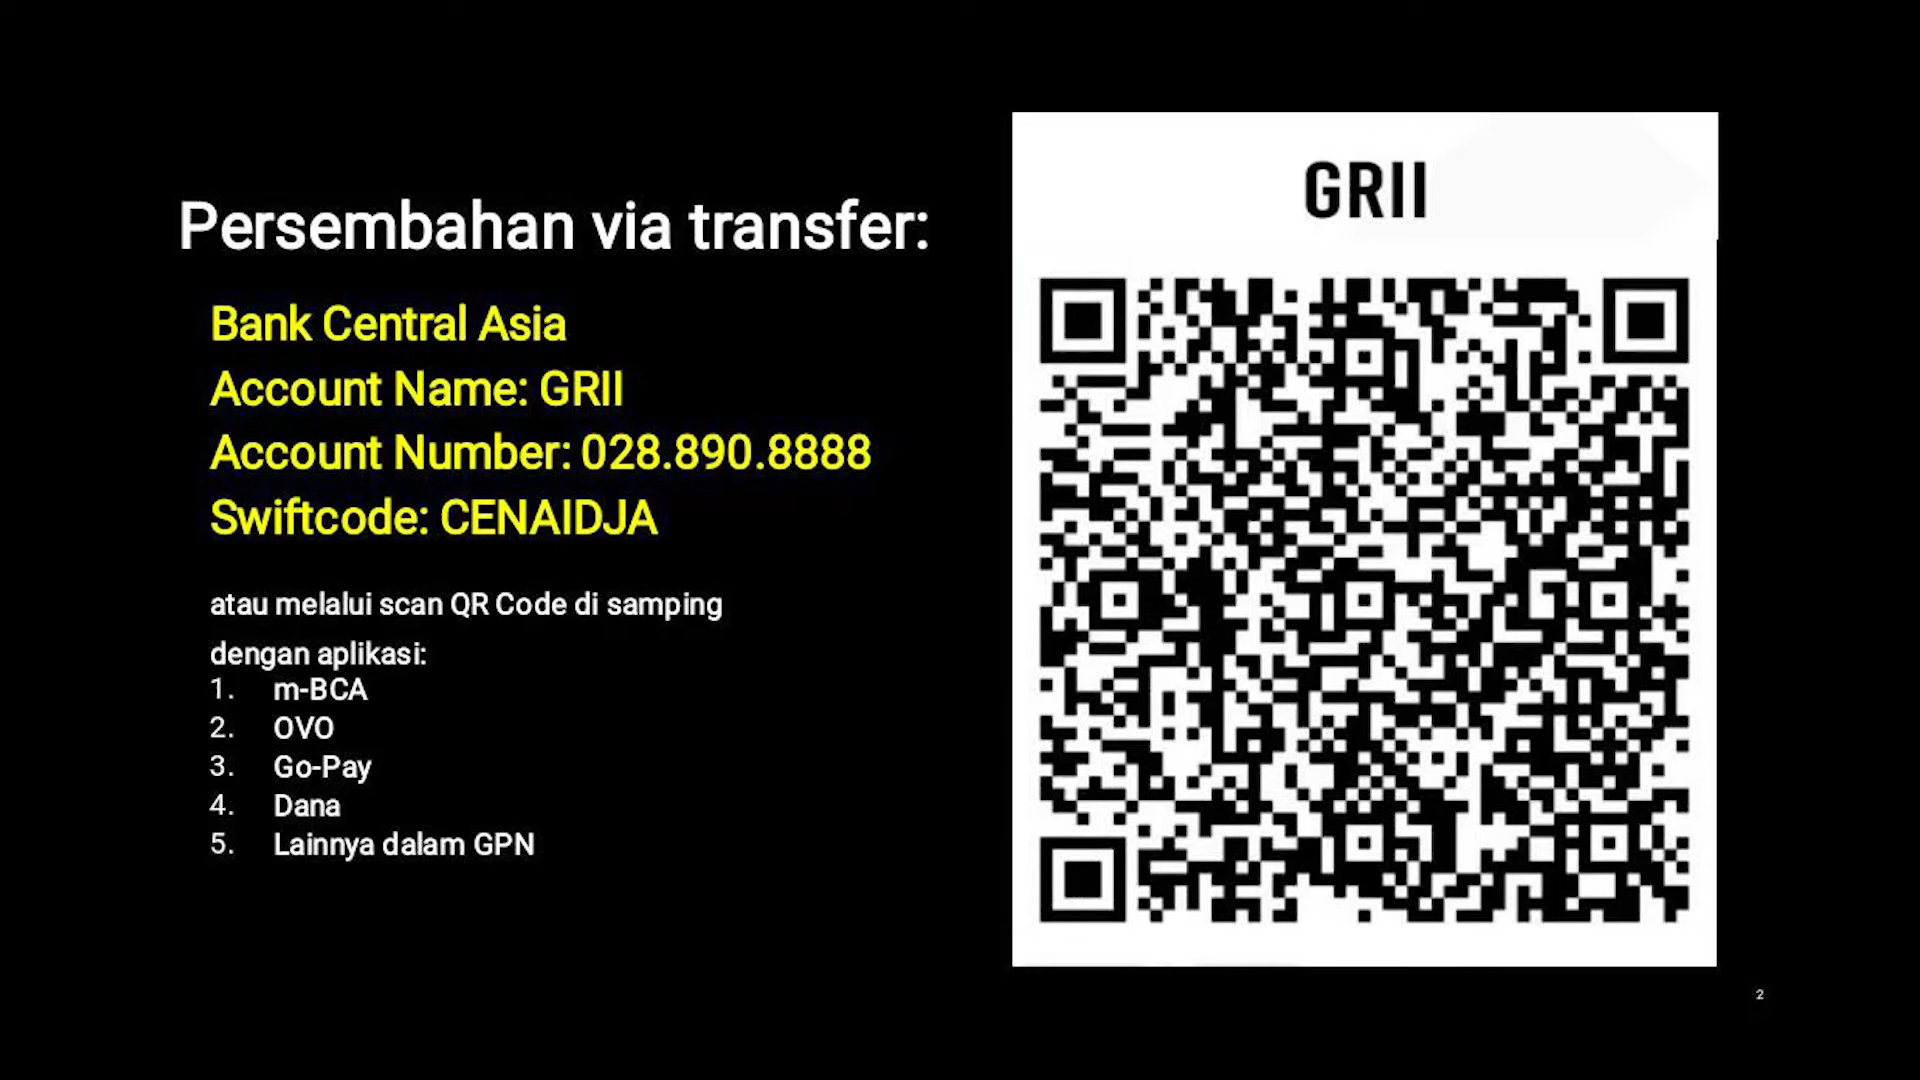 Persembahan via transfer:
Bank Central Asia
Account Name: GRII
Account Number: 028.890.8888
Swiftcode: CENAIDJA
atau melalui scan QR Code di samping
dengan aplikasi:
1. m-BCA
2. OVO
3. Go-Pay
4. Dana
5. Lainnya dalam GPN
GRII
2